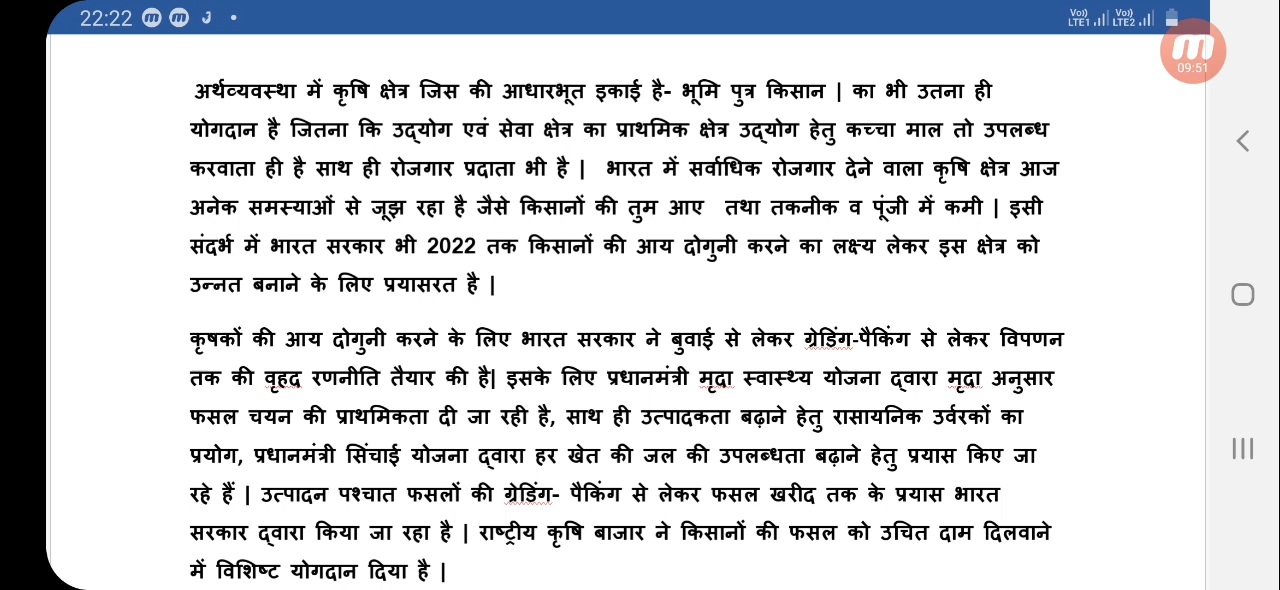 22:22
Vo)) LTE1 Vo)) LTE2
09:51
अर्थव्यवस्था में कृषि क्षेत्र जिस की आधारभूत इकाई है- भूमि पुत्र किसान | का भी उतना ही
योगदान है जितना कि उद्योग एवं सेवा क्षेत्र का प्राथमिक क्षेत्र उद्योग हेतु कच्चा माल तो उपलब्ध
करवाता ही है साथ ही रोजगार प्रदाता भी है | भारत में सर्वाधिक रोजगार देने वाला कृषि क्षेत्र आज
अनेक समस्याओं से जूझ रहा है जैसे किसानों की तुम आए तथा तकनीक व पूंजी में कमी | इसी
संदर्भ में भारत सरकार भी 2022 तक किसानों की आय दोगुनी करने का लक्ष्य लेकर इस क्षेत्र को
उन्नत बनाने के लिए प्रयासरत है |
कृषकों की आय दोगुनी करने के लिए भारत सरकार ने बुवाई से लेकर ग्रेडिंग-पैकिंग से लेकर विपणन
तक की वृहद रणनीति तैयार की है| इसके लिए प्रधानमंत्री मृदा स्वास्थ्य योजना द्वारा मृदा अनुसार
फसल चयन की प्राथमिकता दी जा रही है, साथ ही उत्पादकता बढ़ाने हेतु रासायनिक उर्वरकों का
प्रयोग, प्रधानमंत्री सिंचाई योजना द्वारा हर खेत की जल की उपलब्धता बढ़ाने हेतु प्रयास किए जा
रहे हैं | उत्पादन पश्चात फसलों की ग्रेडिंग- पैकिंग से लेकर फसल खरीद तक के प्रयास भारत
सरकार द्वारा किया जा रहा है | राष्ट्रीय कृषि बाजार ने किसानों की फसल को उचित दाम दिलवाने
में विशिष्ट योगदान दिया है |